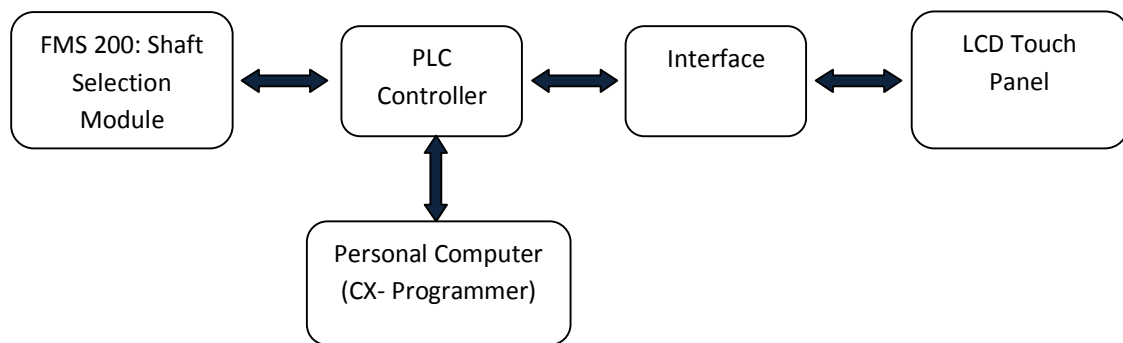 FMS 200: Shaft
Selection
Module
PLC
Controller
Interface
LCD Touch
Panel
Personal Computer
(CX- Programmer)